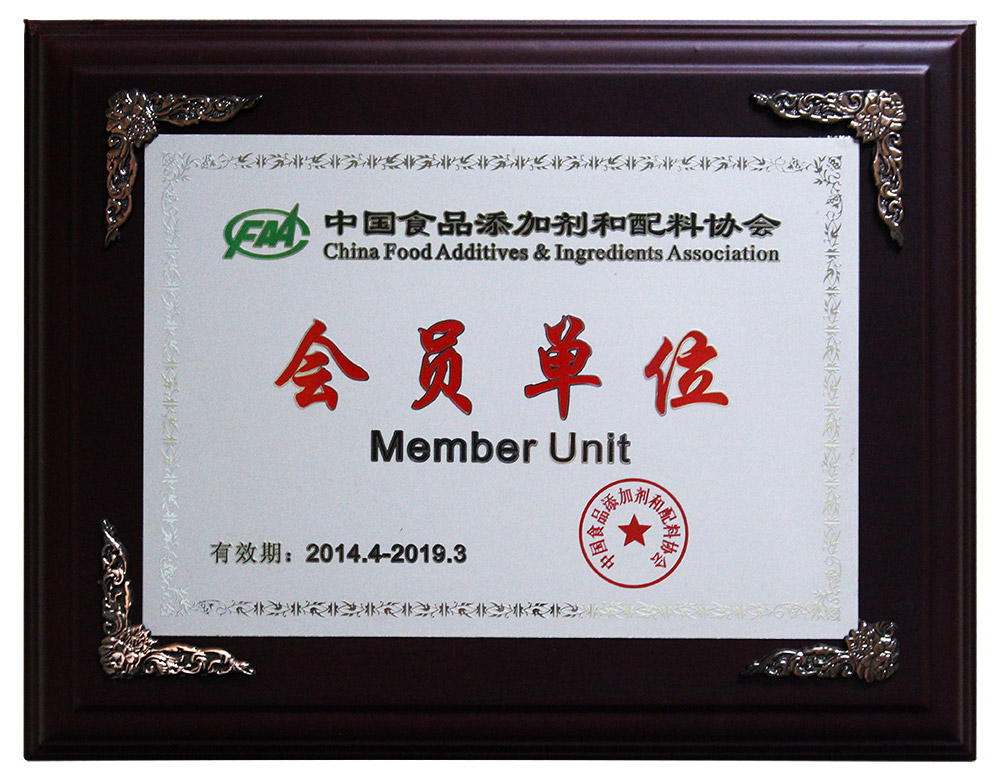 CFAA
中国食品添加剂和配料协会
China Food Additives & Ingredients Association
会员单位
Member Unit
有效期：2014.4-2019.3
中国食品添加剂和配料协会